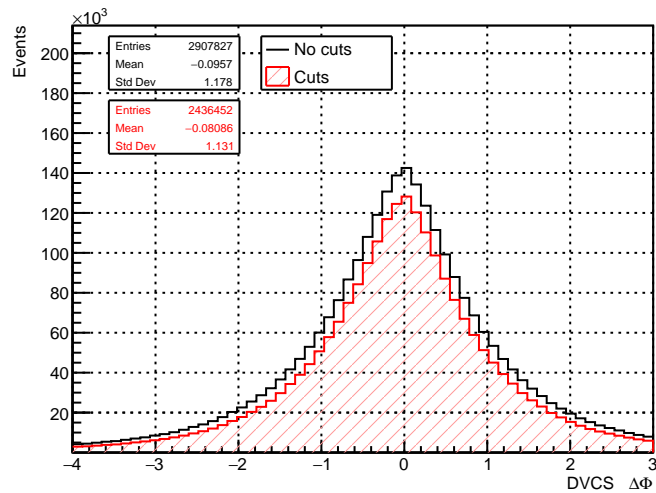 ×10³
Events
200
180
160
140
120
100
80
60
40
20
Entries 2907827
Mean −0.0957
Std Dev 1.178
Entries 2436452
Mean −0.08086
Std Dev 1.131
No cuts
Cuts
−4 −3 −2 −1 0 1 2 3
DVCS ΔΦ